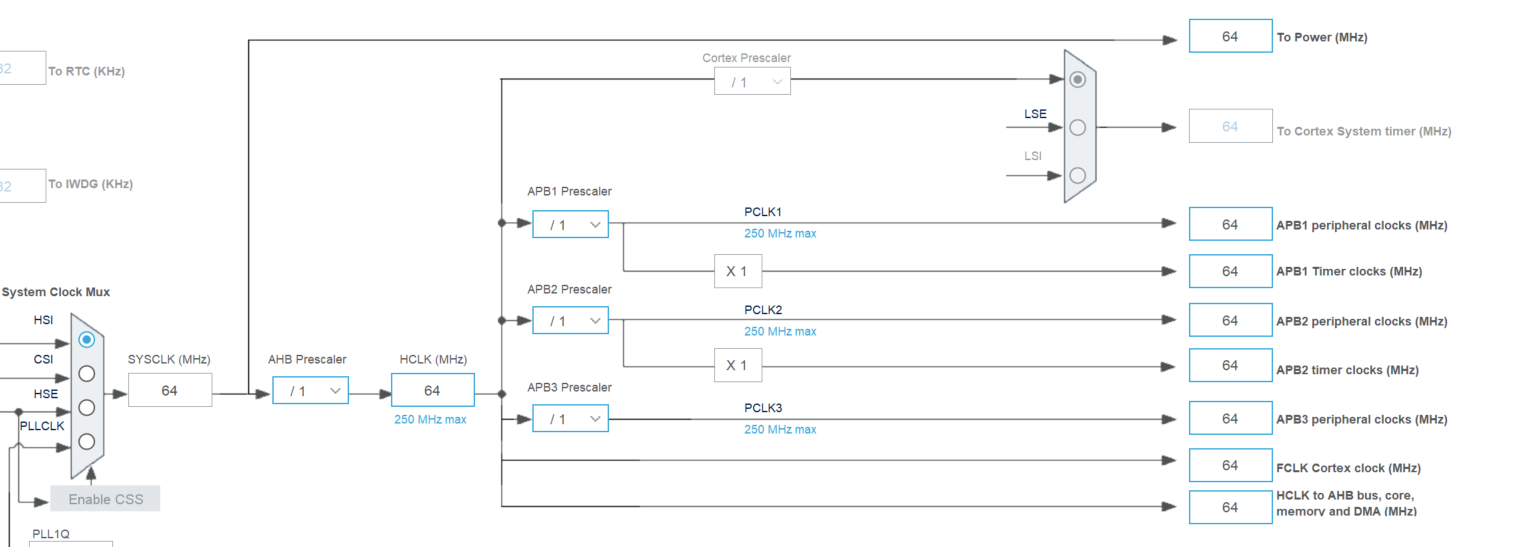 64
To Power (MHz)
Cortex Prescaler
/ 1
To RTC (KHz)
LSE
64
To Cortex System timer (MHz)
LSI
To IWDG (KHz)
APB1 Prescaler
/ 1
PCLK1
250 MHz max
64
APB1 peripheral clocks (MHz)
X 1
64
APB1 Timer clocks (MHz)
APB2 Prescaler
/ 1
PCLK2
250 MHz max
64
APB2 peripheral clocks (MHz)
X 1
64
APB2 timer clocks (MHz)
System Clock Mux
HSI
CSI
HSE
PLLCLK
SYSCLK (MHz)
64
AHB Prescaler
/ 1
HCLK (MHz)
64
250 MHz max
APB3 Prescaler
/ 1
PCLK3
250 MHz max
64
APB3 peripheral clocks (MHz)
64
FCLK Cortex clock (MHz)
64
HCLK to AHB bus, core,
memory and DMA (MHz)
Enable CSS
PLL1Q